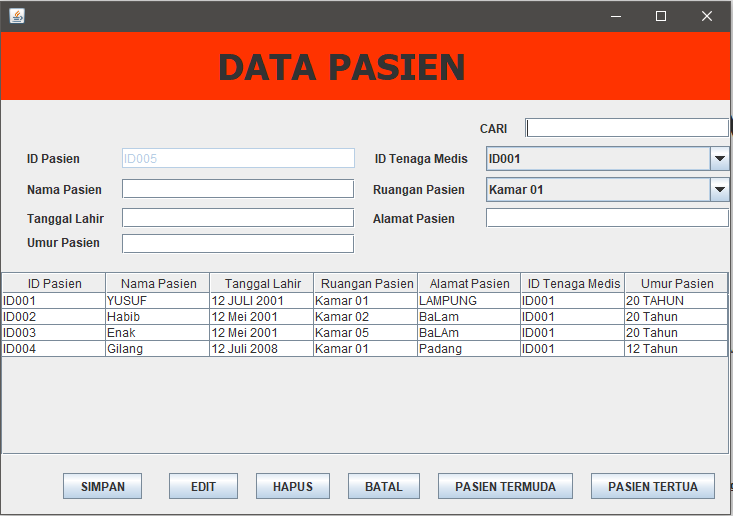 DATA PASIEN
CARI
ID Pasien ID005 ID Tenaga Medis ID001
Nama Pasien Ruangan Pasien Kamar 01
Tanggal Lahir Alamat Pasien
Umur Pasien
ID Pasien Nama Pasien Tanggal Lahir Ruangan Pasien Alamat Pasien ID Tenaga Medis Umur Pasien
ID001 YUSUF 12 JULI 2001 Kamar 01 LAMPUNG ID001 20 TAHUN
ID002 Habib 12 Mei 2001 Kamar 02 BaLam ID001 20 Tahun
ID003 Enak 12 Mei 2001 Kamar 05 BaLAm ID001 20 Tahun
ID004 Gilang 12 Juli 2008 Kamar 01 Padang ID001 12 Tahun
SIMPAN EDIT HAPUS BATAL PASIEN TERMUDA PASIEN TERTUA